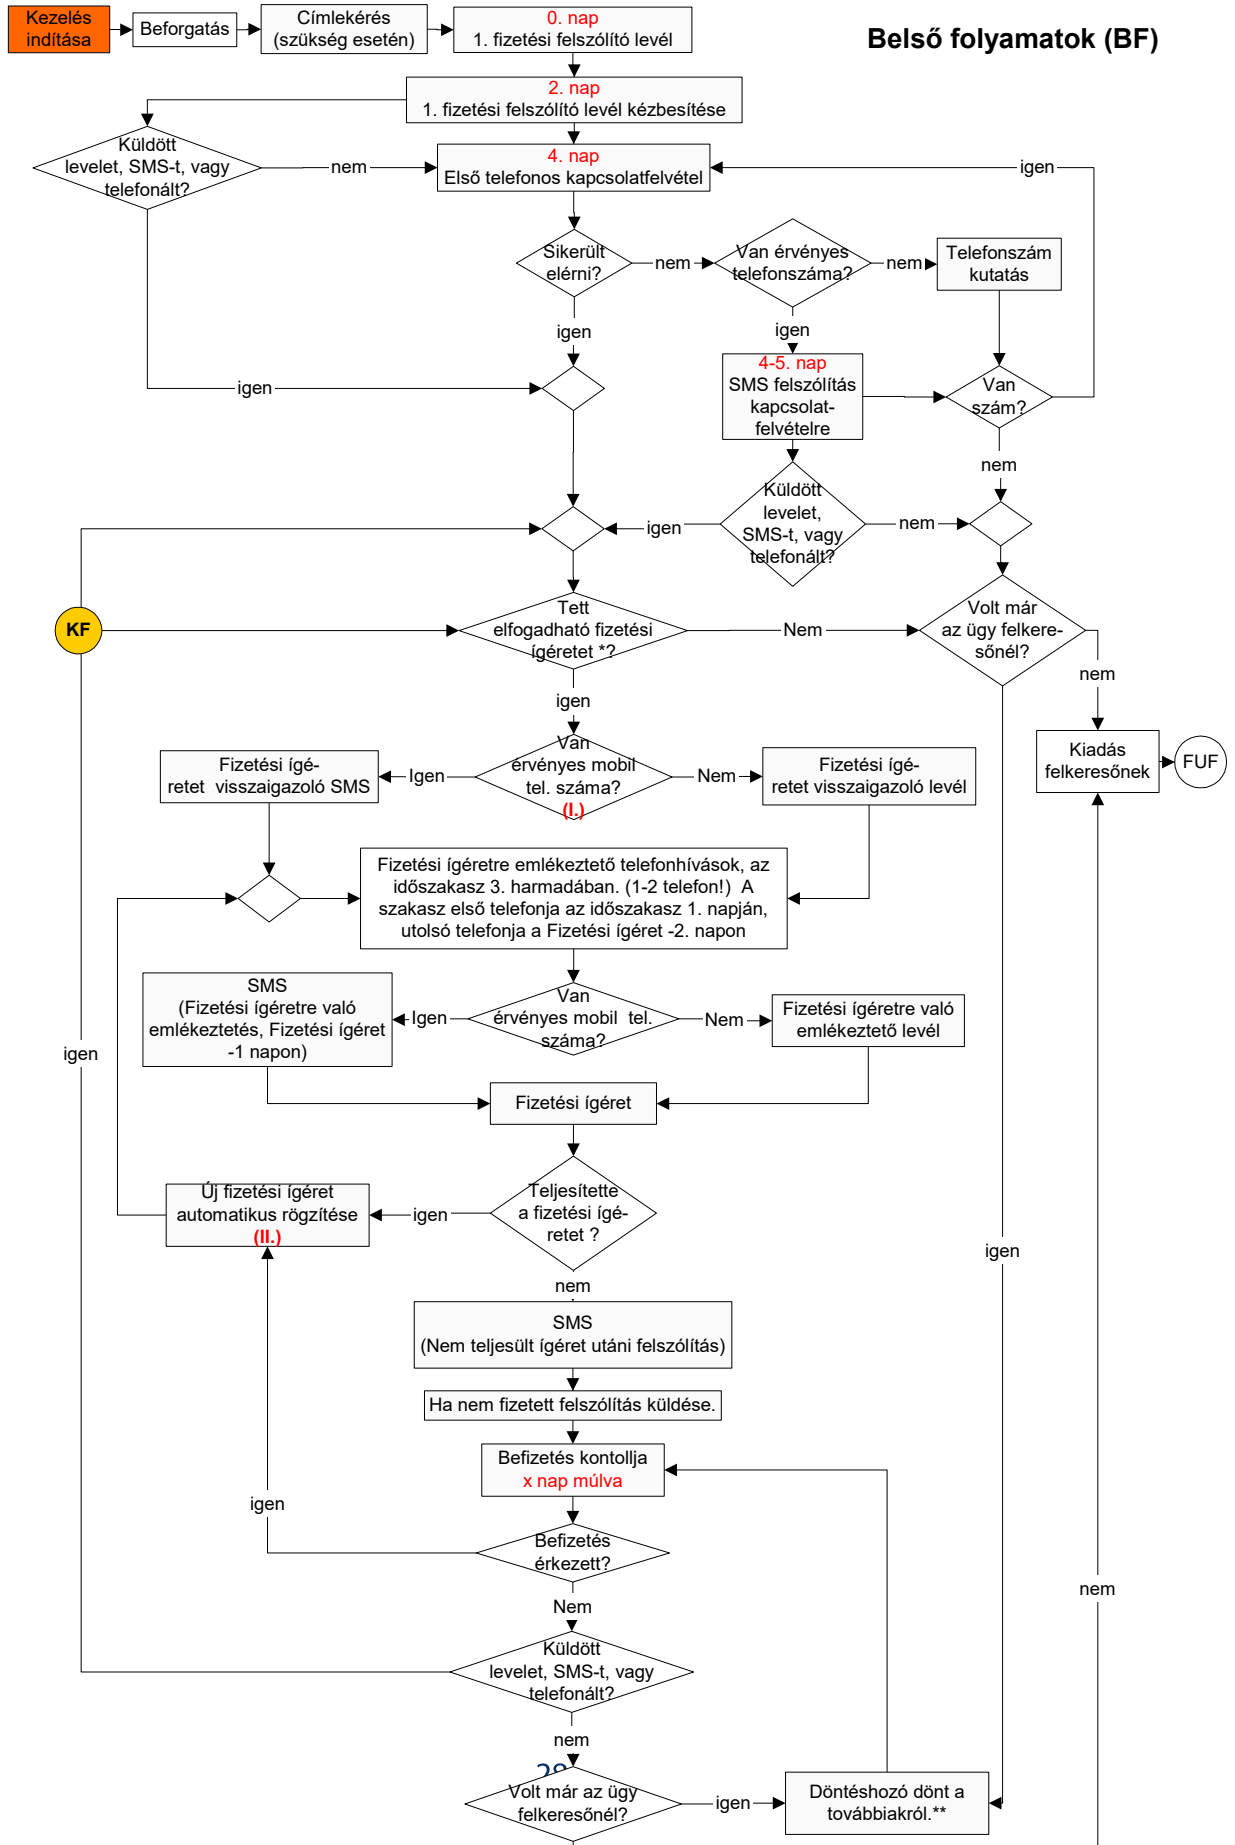 Kezelés
indítása
Beforgatás
Címlekérés
(szükség esetén)
0. nap
1. fizetési felszólító levél
Belső folyamatok (BF)
2. nap
1. fizetési felszólító levél kézbesítése
Küldött
levelet, SMS-t, vagy
telefonált?
nem
4. nap
Első telefonos kapcsolatfelvétel
igen
Sikerült
elérni?
nem
Van érvényes
telefonszáma?
nem
Telefonszám
kutatás
igen
igen
igen
4-5. nap
SMS felszólítás
kapcsolat-
felvételre
Van
szám?
nem
Küldött
levelet,
SMS-t, vagy
telefonált?
igen
nem
KF
Tett
elfogadható fizetési
ígéretet *?
Nem
Volt már
az ügy felkere-
sőnél?
nem
igen
Fizetési ígé-
retet  visszaigazoló SMS
Igen
Van
érvényes mobil
tel. száma?
(I.)
Nem
Fizetési ígé-
retet visszaigazoló levél
Kiadás
felkeresőnek
FUF
Fizetési ígéretre emlékeztető telefonhívások, az
időszakasz 3. harmadában. (1-2 telefon!)  A
szakasz első telefonja az időszakasz 1. napján,
utolsó telefonja a Fizetési ígéret -2. napon
SMS
(Fizetési ígéretre való
emlékeztetés, Fizetési ígéret
-1 napon)
Igen
Van
érvényes mobil  tel.
száma?
Nem
Fizetési ígéretre való
emlékeztető levél
igen
Fizetési ígéret
Új fizetési ígéret
automatikus rögzítése
(II.)
igen
Teljesítette
a fizetési ígé-
retet ?
igen
nem
SMS
(Nem teljesült ígéret utáni felszólítás)
Ha nem fizetett felszólítás küldése.
Befizetés kontollja
x nap múlva
igen
Befizetés
érkezett?
nem
Nem
Küldött
levelet, SMS-t, vagy
telefonált?
nem
28
Volt már az ügy
felkeresőnél?
igen
Döntéshozó dönt a
továbbiakról.**